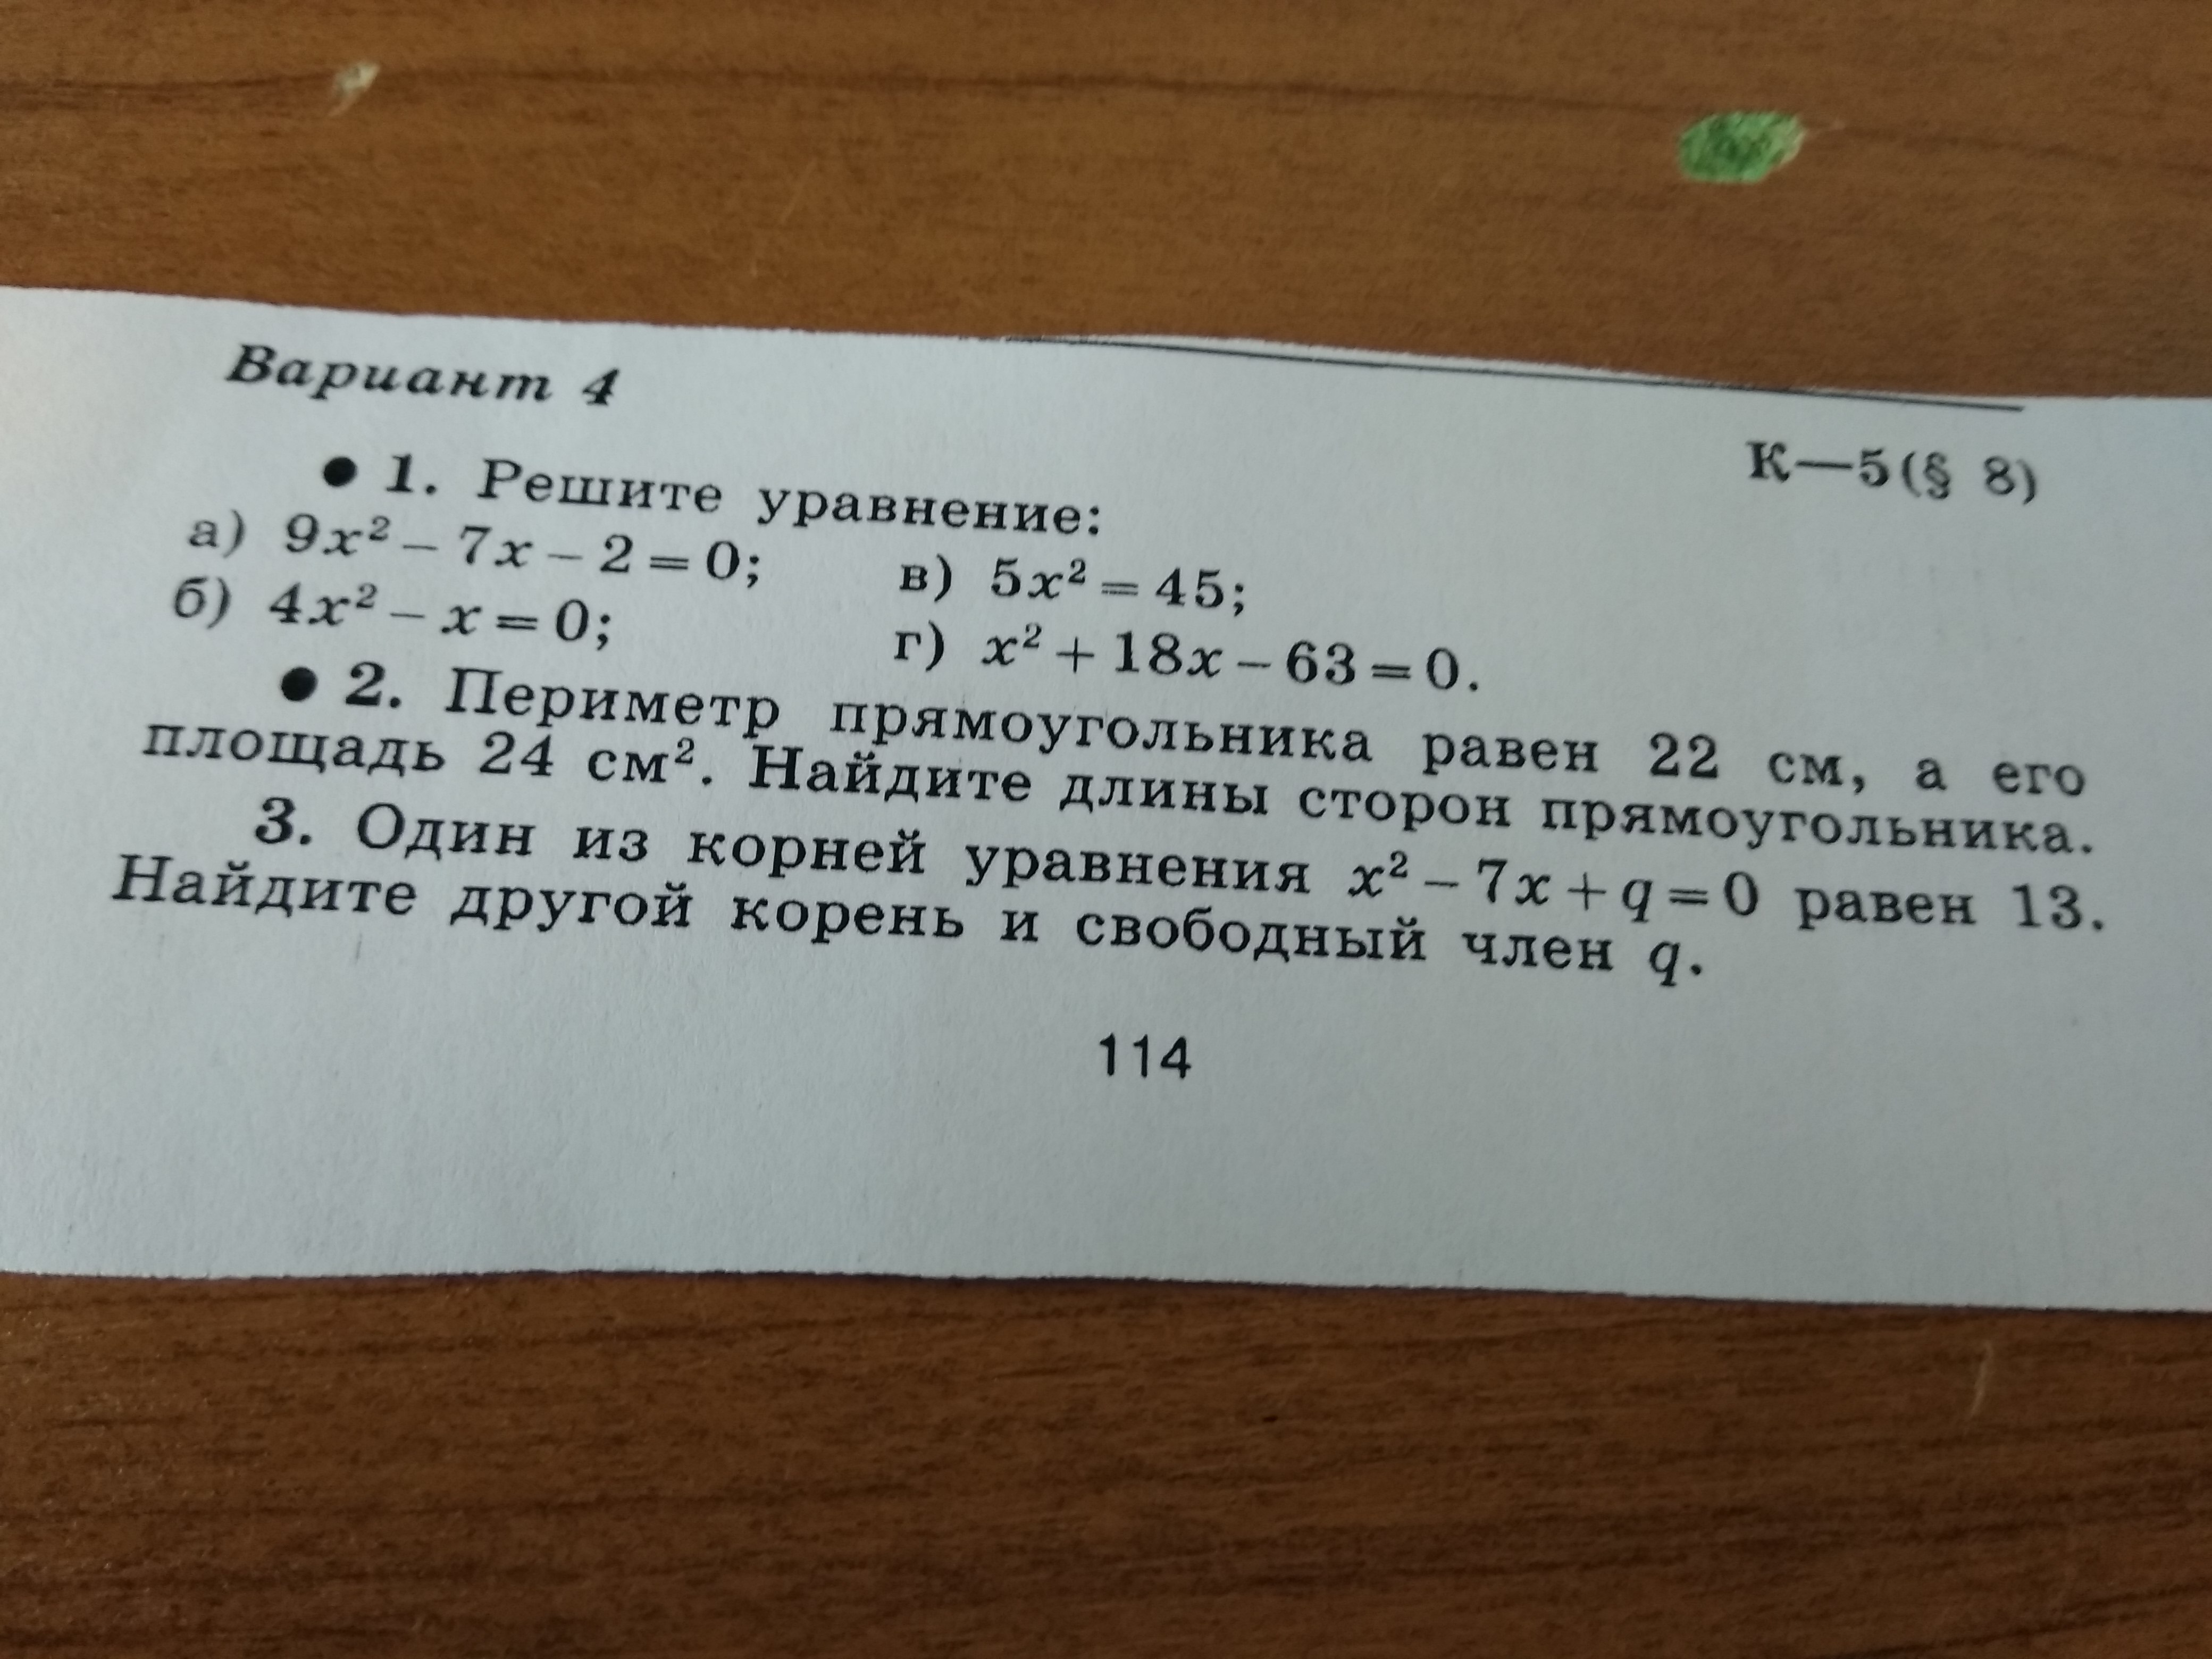 Вариант 4
К—5(§ 8)
● 1. Решите уравнение:
а) 9x² – 7x – 2 = 0; в) 5x² = 45;
б) 4x² – x = 0; г) x² + 18x – 63 = 0.
● 2. Периметр прямоугольника равен 22 см, а его
площадь 24 см². Найдите длины сторон прямоугольника.
3. Один из корней уравнения x² – 7x + q = 0 равен 13.
Найдите другой корень и свободный член q.
114